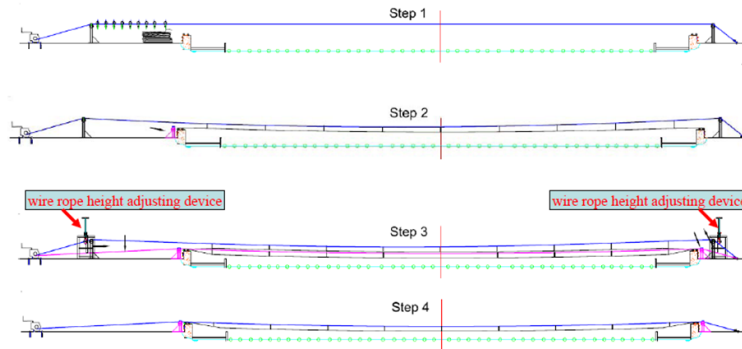 Step 1
Step 2
wire rope height adjusting device
wire rope height adjusting device
Step 3
Step 4